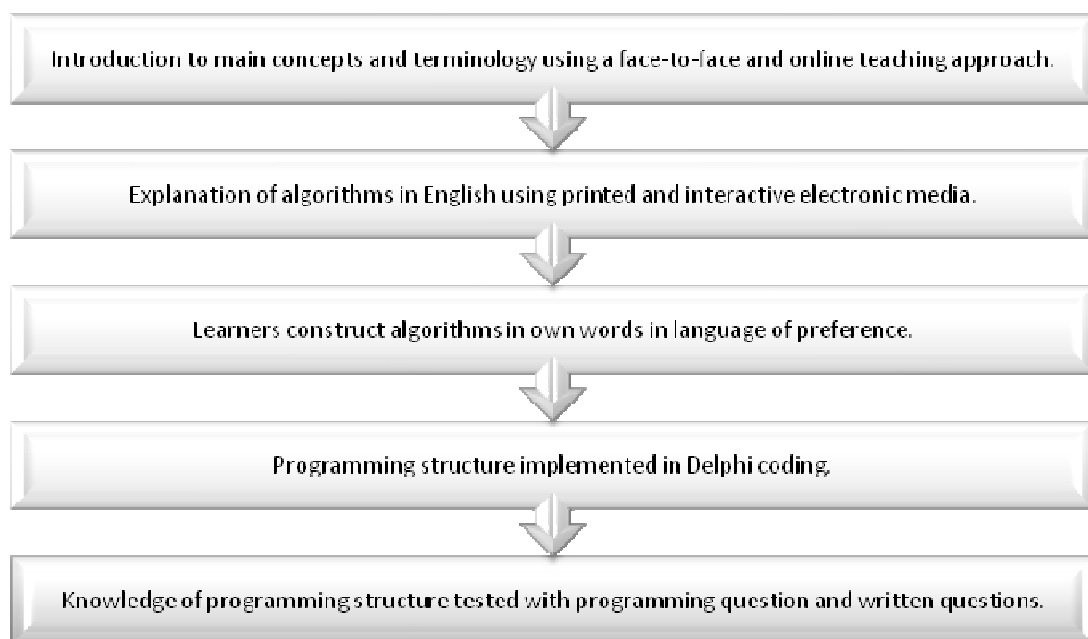 Introduction to main concepts and terminology using a face-to-face and online teaching approach.
Explanation of algorithms in English using printed and interactive electronic media.
Learners construct algorithms in own words in language of preference.
Programming structure implemented in Delphi coding.
Knowledge of programming structure tested with programming question and written questions.